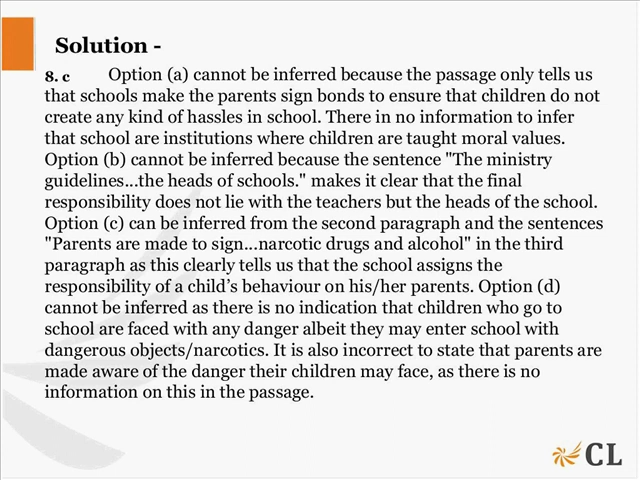 Solution -
8. c Option (a) cannot be inferred because the passage only tells us
that schools make the parents sign bonds to ensure that children do not
create any kind of hassles in school. There in no information to infer
that school are institutions where children are taught moral values.
Option (b) cannot be inferred because the sentence "The ministry
guidelines...the heads of schools." makes it clear that the final
responsibility does not lie with the teachers but the heads of the school.
Option (c) can be inferred from the second paragraph and the sentences
"Parents are made to sign...narcotic drugs and alcohol" in the third
paragraph as this clearly tells us that the school assigns the
responsibility of a child's behaviour on his/her parents. Option (d)
cannot be inferred as there is no indication that children who go to
school are faced with any danger albeit they may enter school with
dangerous objects/narcotics. It is also incorrect to state that parents are
made aware of the danger their children may face, as there is no
information on this in the passage.
CL